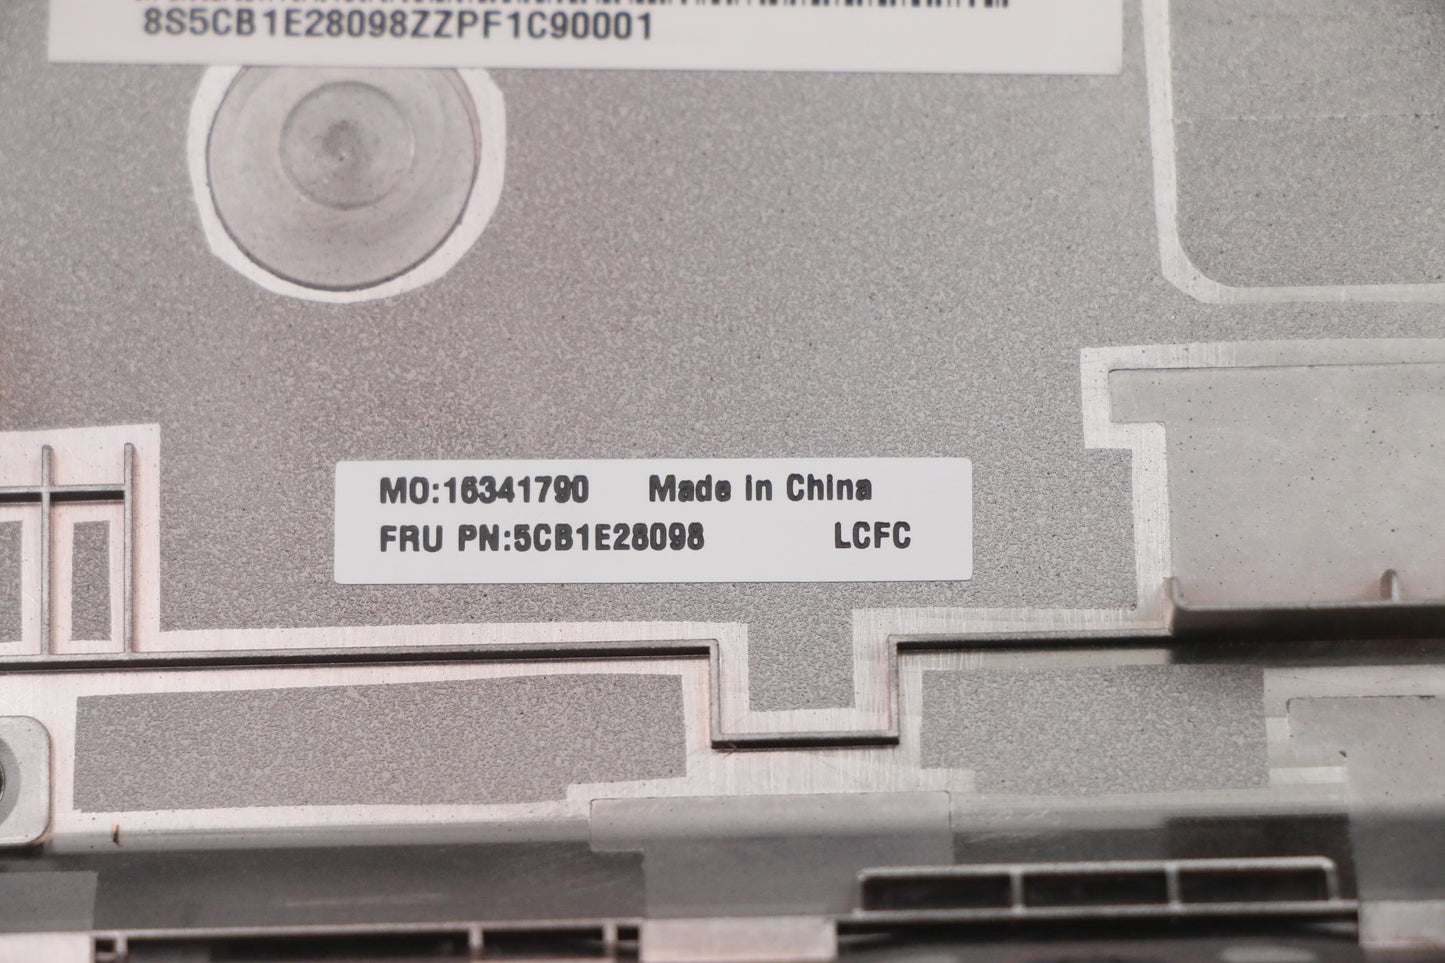 8S5CB1E28098ZZPF1C90001
MO:16341790 Made in China
FRU PN:5CB1E28098 LCFC